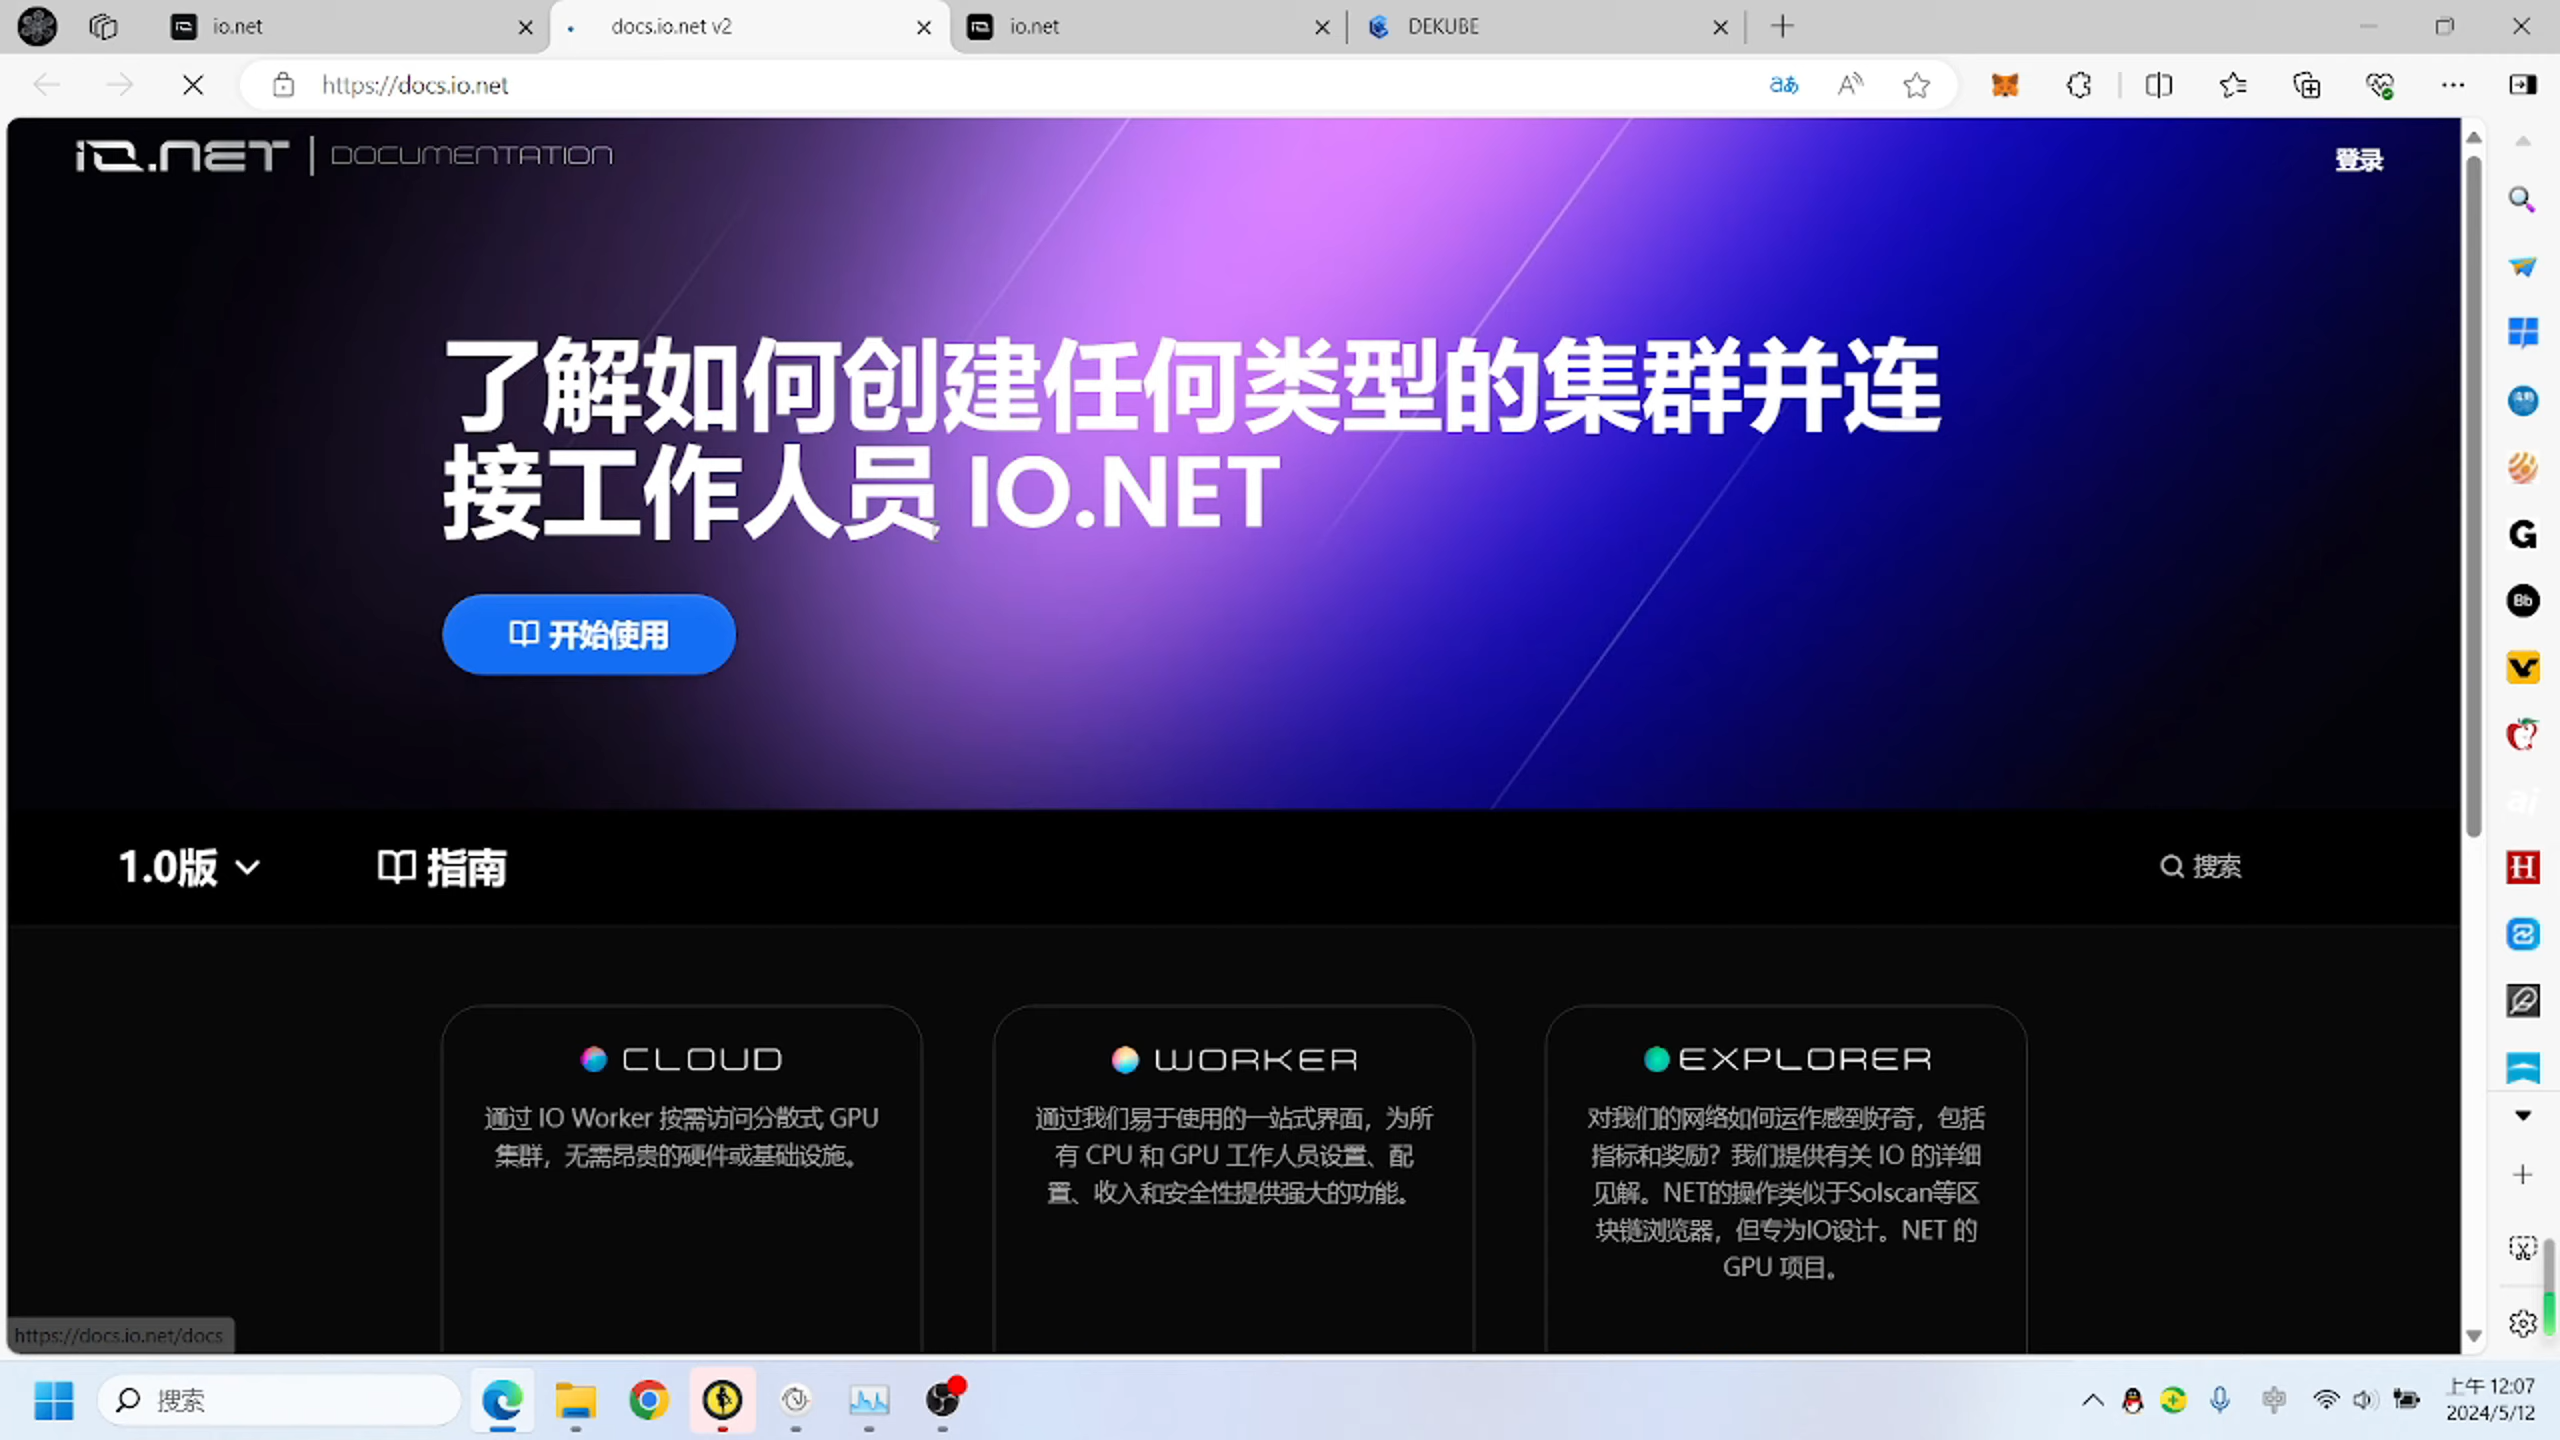 io.net
docs.io.net v2
io.net
DEKUBE
https://docs.io.net
aあ
A
io.NET | DOCUMENTATION
登录
了解如何创建任何类型的集群并连
接工作人员 IO.NET
开始使用
1.0版
指南
搜索
CLOUD
通过 IO Worker 按需访问分散式 GPU
集群，无需昂贵的硬件或基础设施。
WORKER
通过我们易于使用的一站式界面，为所
有 CPU 和 GPU 工作人员设置、配
置、收入和安全性提供强大的功能。
EXPLORER
对我们的网络如何运作感到好奇，包括
指标和奖励？我们提供有关 IO 的详细
见解。NET的操作类似于Solscan等区
块链浏览器，但专为IO设计。NET 的
GPU 项目。
G
Bb
ai
H
https://docs.io.net/docs
搜索
中
上午 12:07
2024/5/12